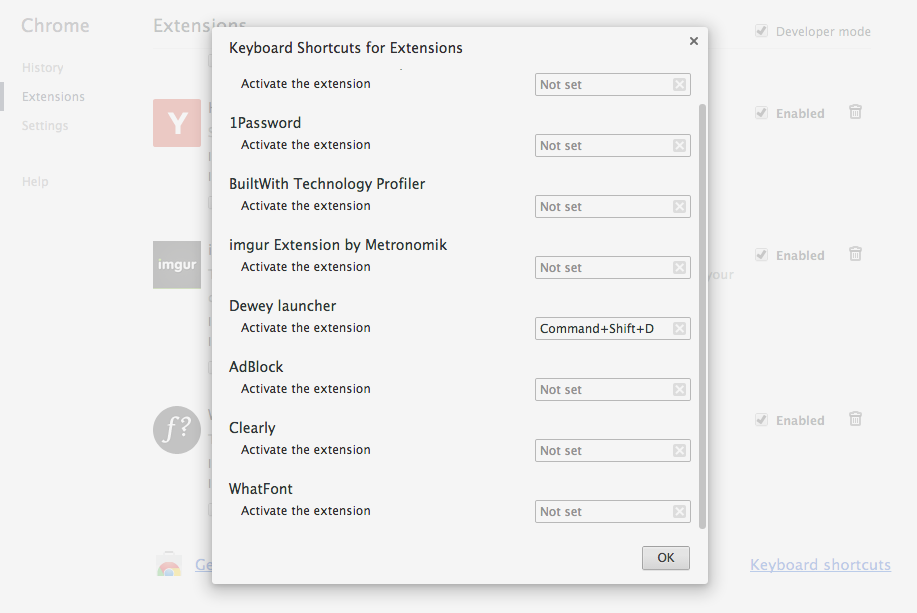 Chrome
History
Extensions
Settings
Help
Extensions
Developer mode
Y
Enabled
imgur
your
Enabled
f?
Enabled
Ge
Keyboard shortcuts
Keyboard Shortcuts for Extensions
Activate the extension Not set
1Password
Activate the extension Not set
BuiltWith Technology Profiler
Activate the extension Not set
imgur Extension by Metronomik
Activate the extension Not set
Dewey launcher
Activate the extension Command+Shift+D
AdBlock
Activate the extension Not set
Clearly
Activate the extension Not set
WhatFont
Activate the extension Not set
OK